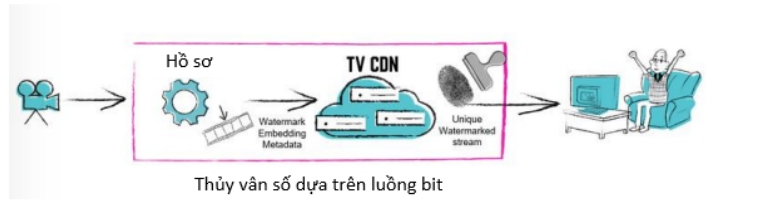 Hồ sơ
TV CDN
Watermark
Embedding
Metadata
Unique
Watermarked
stream
Thủy vân số dựa trên luồng bit